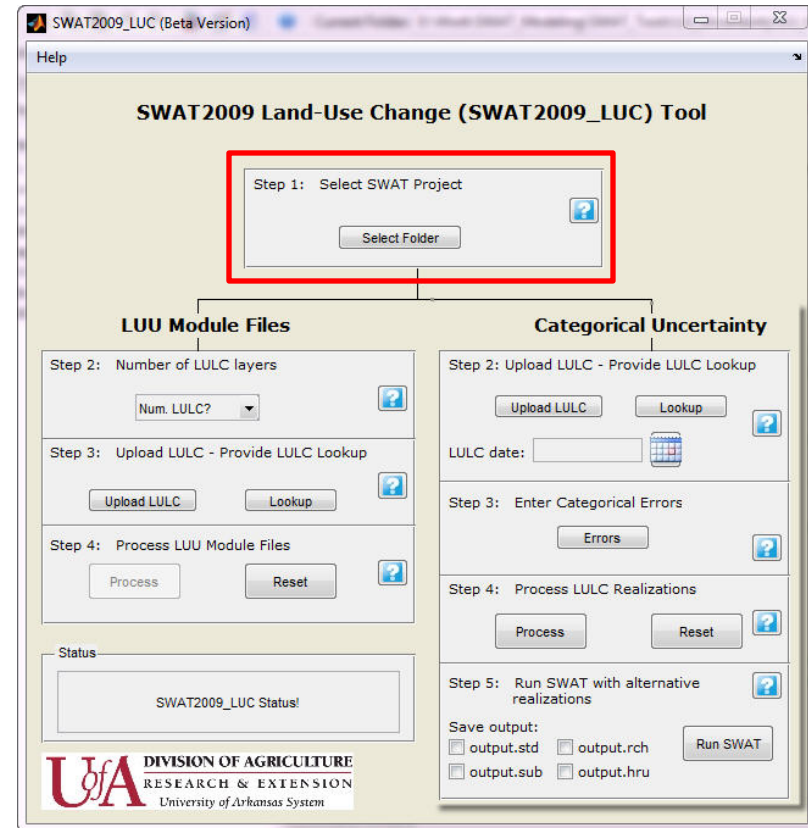 SWAT2009_LUC (Beta Version)
Help
SWAT2009 Land-Use Change (SWAT2009_LUC) Tool
Step 1: Select SWAT Project
?
Select Folder
LUU Module Files
Step 2: Number of LULC layers
Num. LULC?
?
Step 3: Upload LULC - Provide LULC Lookup
?
Upload LULC Lookup
Step 4: Process LUU Module Files
?
Process Reset
Status
SWAT2009_LUC Status!
UofA
DIVISION OF AGRICULTURE
RESEARCH & EXTENSION
University of Arkansas System
Categorical Uncertainty
Step 2: Upload LULC - Provide LULC Lookup
Upload LULC Lookup
?
LULC date:
Step 3: Enter Categorical Errors
Errors
?
Step 4: Process LULC Realizations
?
Process Reset
Step 5: Run SWAT with alternative
realizations
?
Save output:
output.std output.rch
Run SWAT
output.sub output.hru